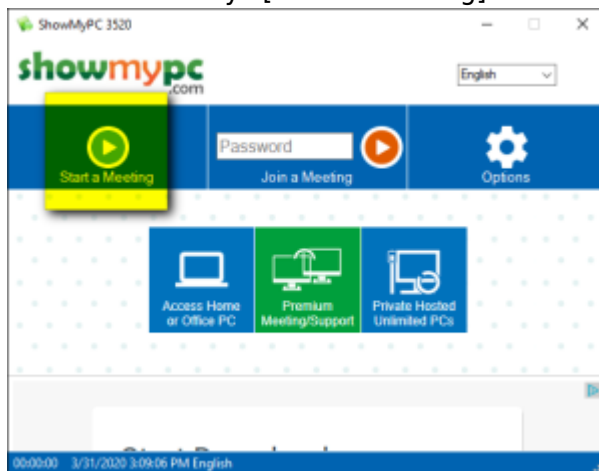 ShowMyPC 3520
showmypc
.com
English
Password
Start a Meeting
Join a Meeting
Options
Access Home
or Office PC
Premium
Meeting/Support
Private Hosted
Unlimited PCs
00:00:00 3/31/2020 3:09:06 PM English